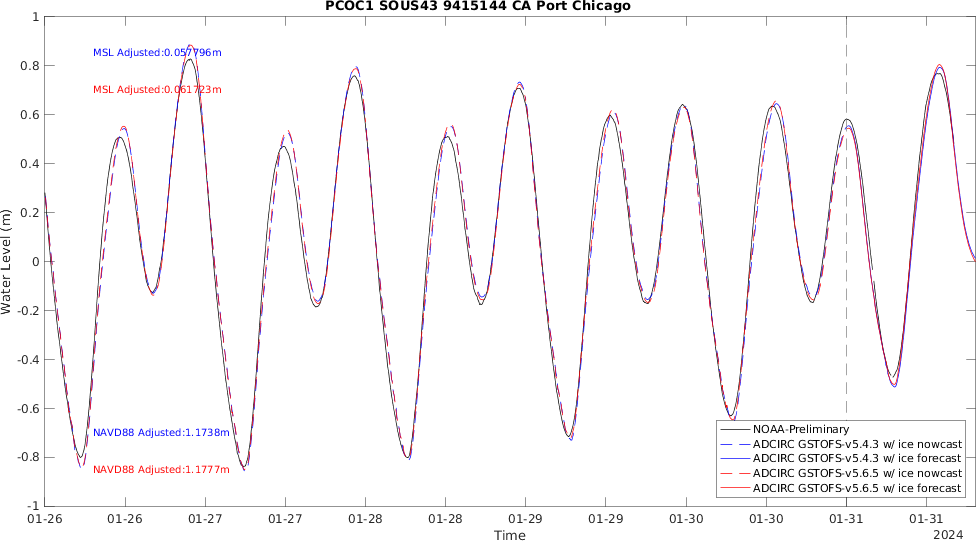 PCOC1 SOUS43 9415144 CA Port Chicago
1
0.8
0.6
0.4
0.2
0
-0.2
-0.4
-0.6
-0.8
-1
Water Level (m)
MSL Adjusted:0.057796m
MSL Adjusted:0.061723m
NAVD88 Adjusted:1.1738m
NAVD88 Adjusted:1.1777m
NOAA-Preliminary
ADCIRC GSTOFS-v5.4.3 w/ ice nowcast
ADCIRC GSTOFS-v5.4.3 w/ ice forecast
ADCIRC GSTOFS-v5.6.5 w/ ice nowcast
ADCIRC GSTOFS-v5.6.5 w/ ice forecast
01-26 01-26 01-27 01-27 01-28 01-28 01-29 01-29 01-30 01-30 01-31 01-31
Time
2024